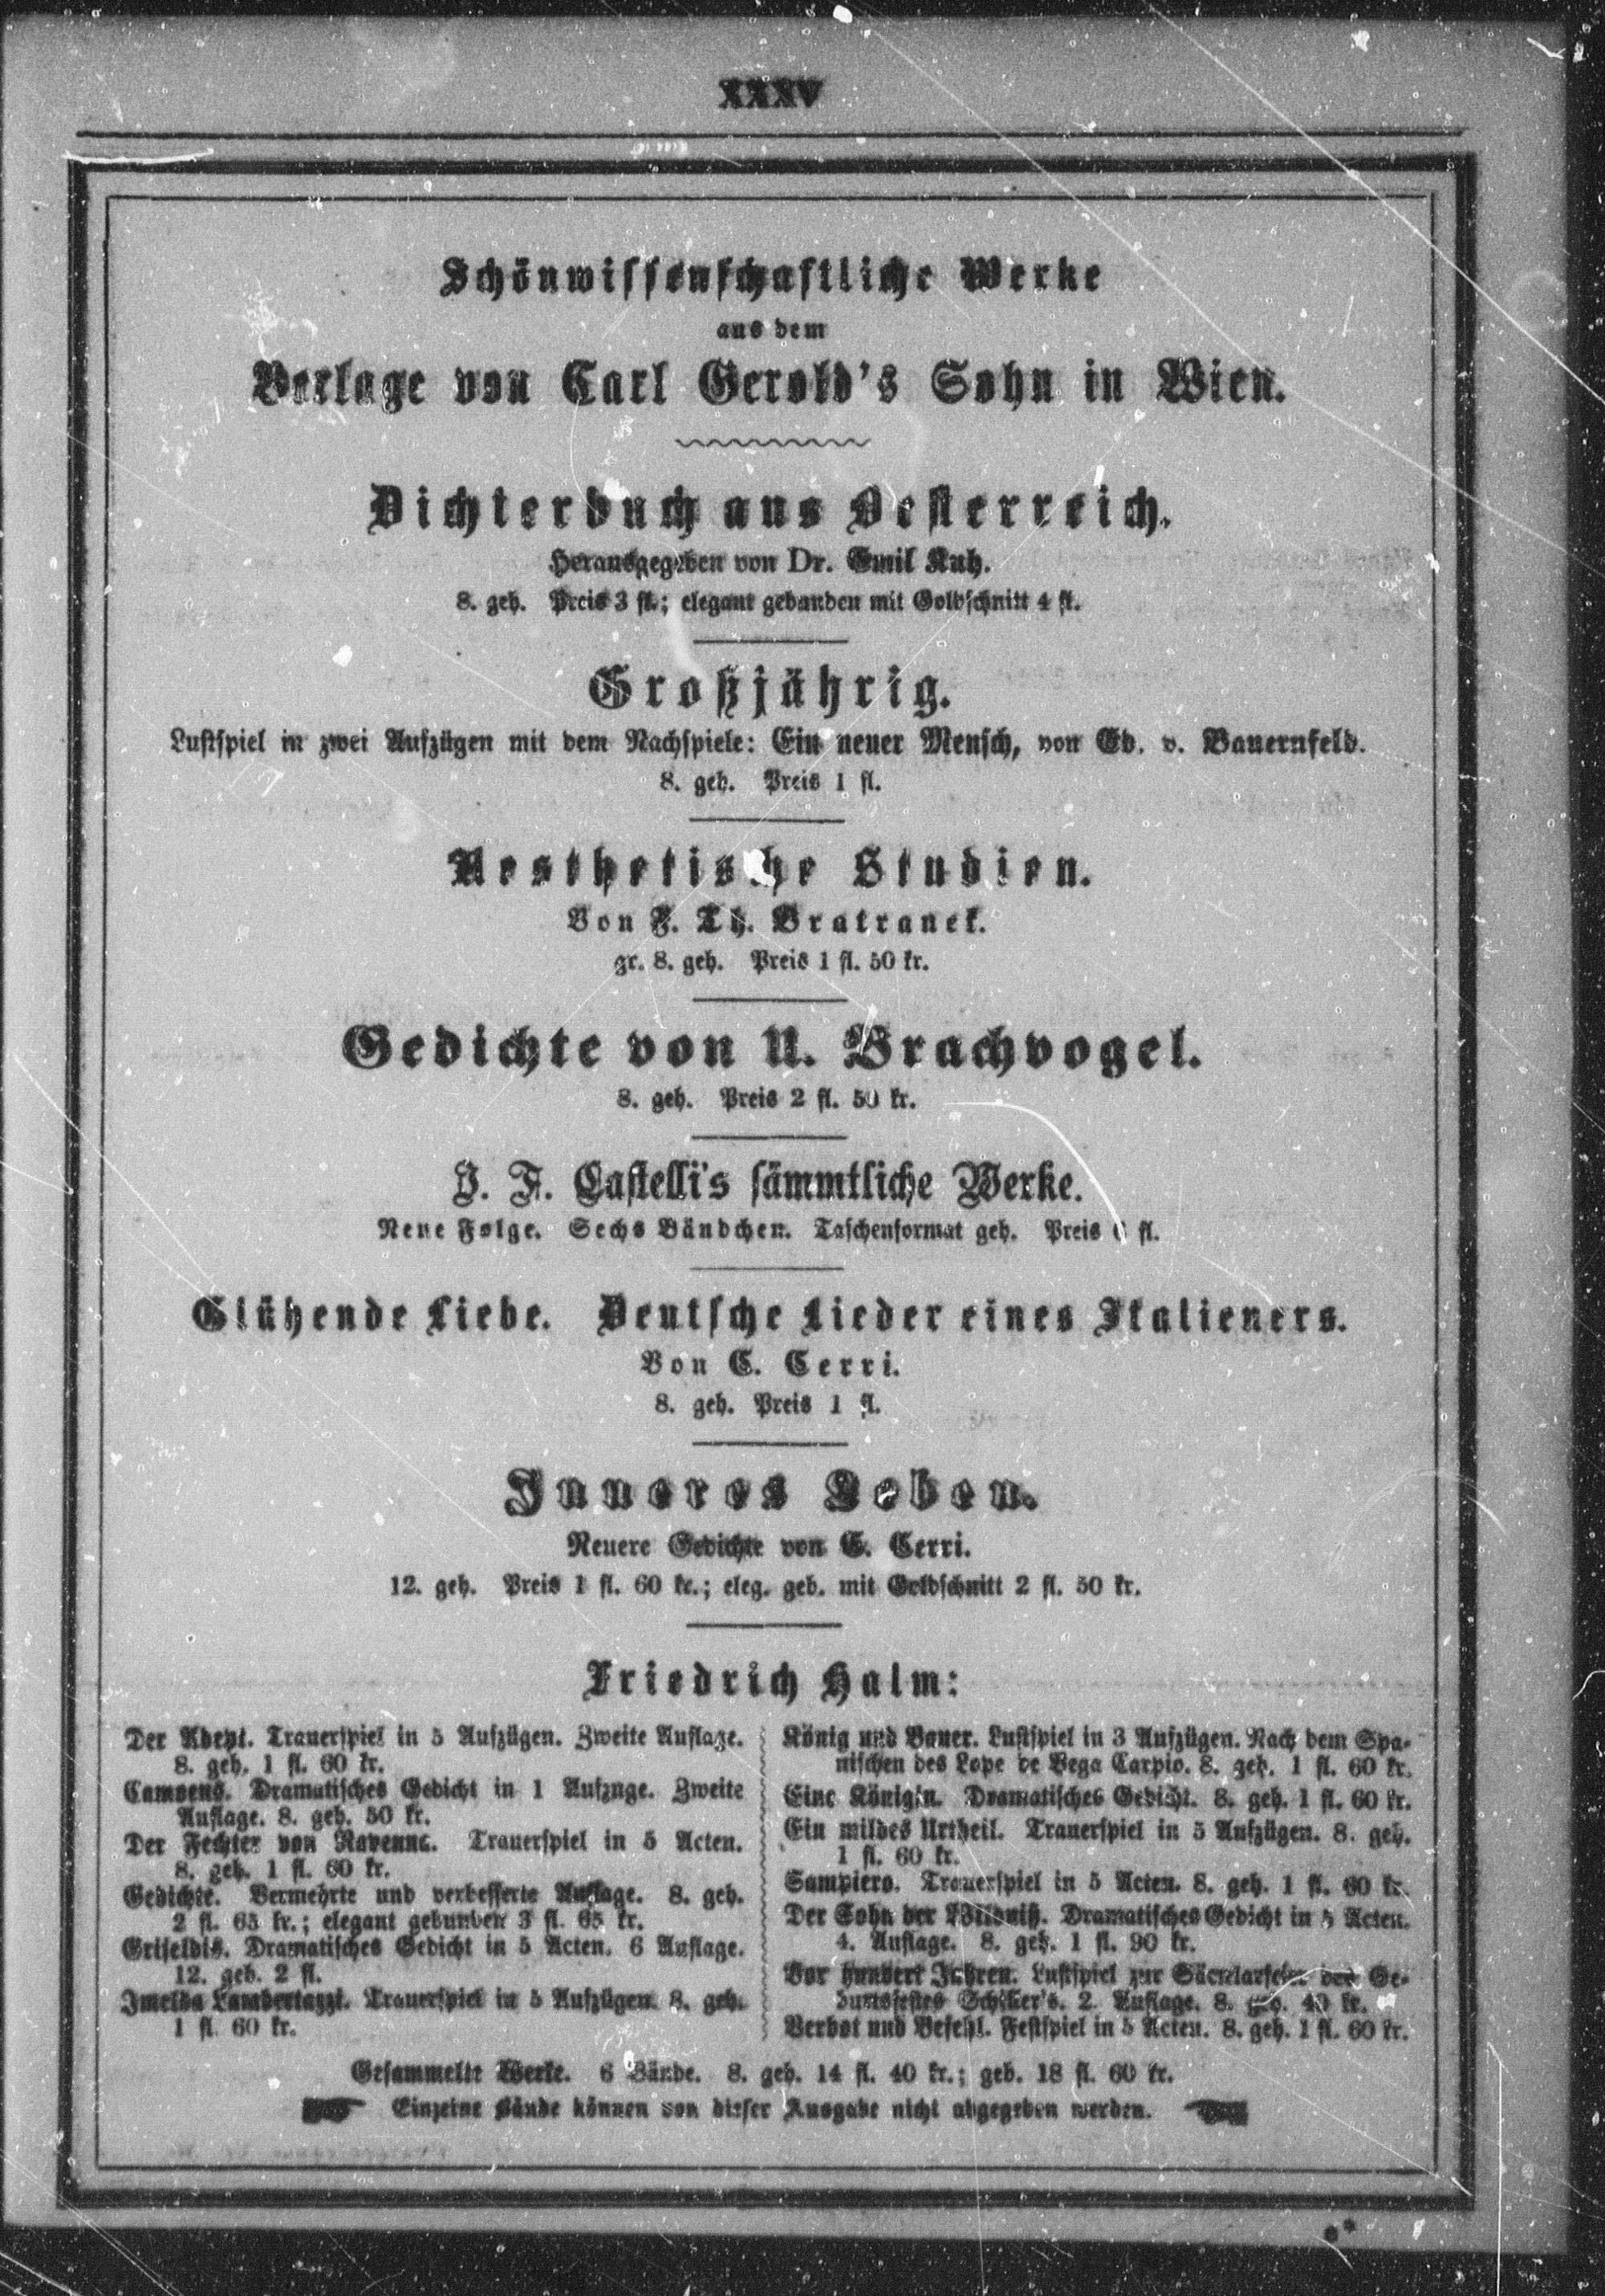 XXXV
Schönwissenschaftliche Werke
aus dem
Verlage von Carl Gerold's Sohn in Wien.
Dichterbuch aus Oesterreich.
Herausgegeben von Dr. Emil Kuh.
8. geh. Preis 3 fl.; elegant gebunden mit Goldschnitt 4 fl.
Großjährig.
Lustspiel in zwei Aufzügen mit dem Nachspiele: Ein neuer Mensch, von Ed. v. Bauernfeld.
8. geh. Preis 1 fl.
Aesthetische Studien.
Von F. Th. Bratranek.
gr. 8. geh. Preis 1 fl. 50 kr.
Gedichte von U. Brachvogel.
8. geh. Preis 2 fl. 50 kr.
J. F. Castelli's sämmtliche Werke.
Neue Folge. Sechs Bändchen. Taschenformat geh. Preis fl.
Glühende Liebe. Deutsche Lieder eines Italieners.
Von C. Cerri.
8. geh. Preis 1 fl.
Inneres Leben.
Neuere Gedichte von C. Cerri.
12. geh. Preis 1 fl. 60 kr.; eleg. geb. mit Goldschnitt 2 fl. 50 kr.
Friedrich Halm:
Der Adept. Trauerspiel in 5 Aufzügen. Zweite Auflage.
8. geh. 1 fl. 60 kr.
Camoens. Dramatisches Gedicht in 1 Aufzuge. Zweite
Auflage. 8. geh. 50 kr.
Der Fechter von Ravenna. Trauerspiel in 5 Acten.
8. geh. 1 fl. 60 kr.
Gedichte. Vermehrte und verbesserte Auflage. 8. geh.
2 fl. 65 kr.; elegant gebunden 3 fl. 65 kr.
Griseldis. Dramatisches Gedicht in 5 Acten. 6 Auflage.
12. geb. 2 fl.
Imelda Lambertazzi. Trauerspiel in 5 Aufzügen. 8. geh.
1 fl. 60 kr.
König und Bauer. Lustspiel in 3 Aufzügen. Nach dem Spa-
nischen des Lope de Vega Carpio. 8. geh. 1 fl. 60 kr.
Eine Königin. Dramatisches Gedicht. 8. geh. 1 fl. 60 kr.
Ein mildes Urtheil. Trauerspiel in 5 Aufzügen. 8. geh.
1 fl. 60 kr.
Sampiero. Trauerspiel in 5 Acten. 8. geh. 1 fl. 60 kr.
Der Sohn der Wildniß. Dramatisches Gedicht in 5 Acten.
4. Auflage. 8. geh. 1 fl. 90 kr.
Vor hundert Jahren. Lustspiel zur Säcularfeier des Ge-
burtsfestes Schiller's. 2. Auflage. 8. geh. 40 kr.
Verbot und Befehl. Festspiel in 5 Acten. 8. geh. 1 fl. 60 kr.
Gesammelte Werke. 6 Bände. 8. geh. 14 fl. 40 kr.; geb. 18 fl. 60 kr.
Einzelne Bände können von dieser Ausgabe nicht abgegeben werden.